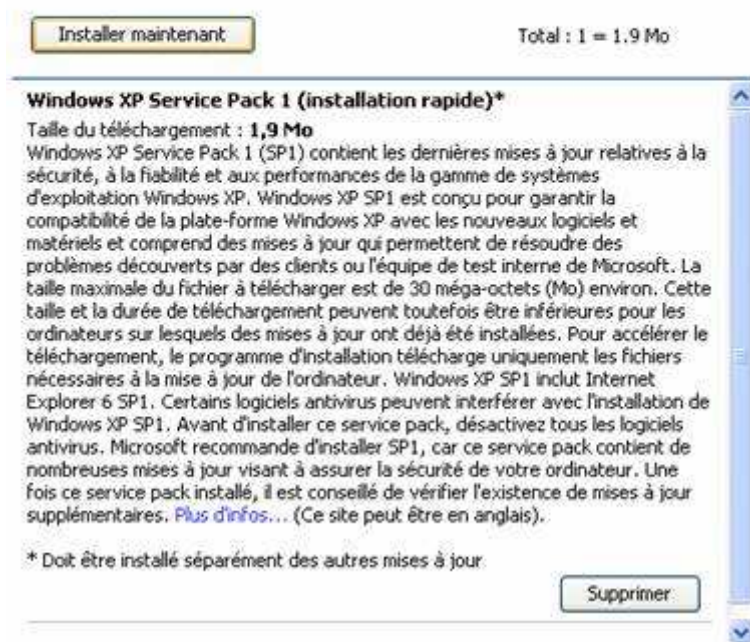 Installer maintenant
Total : 1 = 1.9 Mo
Windows XP Service Pack 1 (installation rapide)*
Taille du téléchargement : 1,9 Mo
Windows XP Service Pack 1 (SP1) contient les dernières mises à jour relatives à la
sécurité, à la fiabilité et aux performances de la gamme de systèmes
d'exploitation Windows XP. Windows XP SP1 est conçu pour garantir la
compatibilité de la plate-forme Windows XP avec les nouveaux logiciels et
matériels et comprend des mises à jour qui permettent de résoudre des
problèmes découverts par des clients ou l'équipe de test interne de Microsoft. La
taille maximale du fichier à télécharger est de 30 méga-octets (Mo) environ. Cette
taille et la durée de téléchargement peuvent toutefois être inférieures pour les
ordinateurs sur lesquels des mises à jour ont déjà été installées. Pour accélérer le
téléchargement, le programme d'installation télécharge uniquement les fichiers
nécessaires à la mise à jour de l'ordinateur. Windows XP SP1 inclut Internet
Explorer 6 SP1. Certains logiciels antivirus peuvent interférer avec l'installation de
Windows XP SP1. Avant d'installer ce service pack, désactivez tous les logiciels
antivirus. Microsoft recommande d'installer SP1, car ce service pack contient de
nombreuses mises à jour visant à assurer la sécurité de votre ordinateur. Une
fois ce service pack installé, il est conseillé de vérifier l'existence de mises à jour
supplémentaires. Plus d'infos... (Ce site peut être en anglais).
* Doit être installé séparément des autres mises à jour
Supprimer